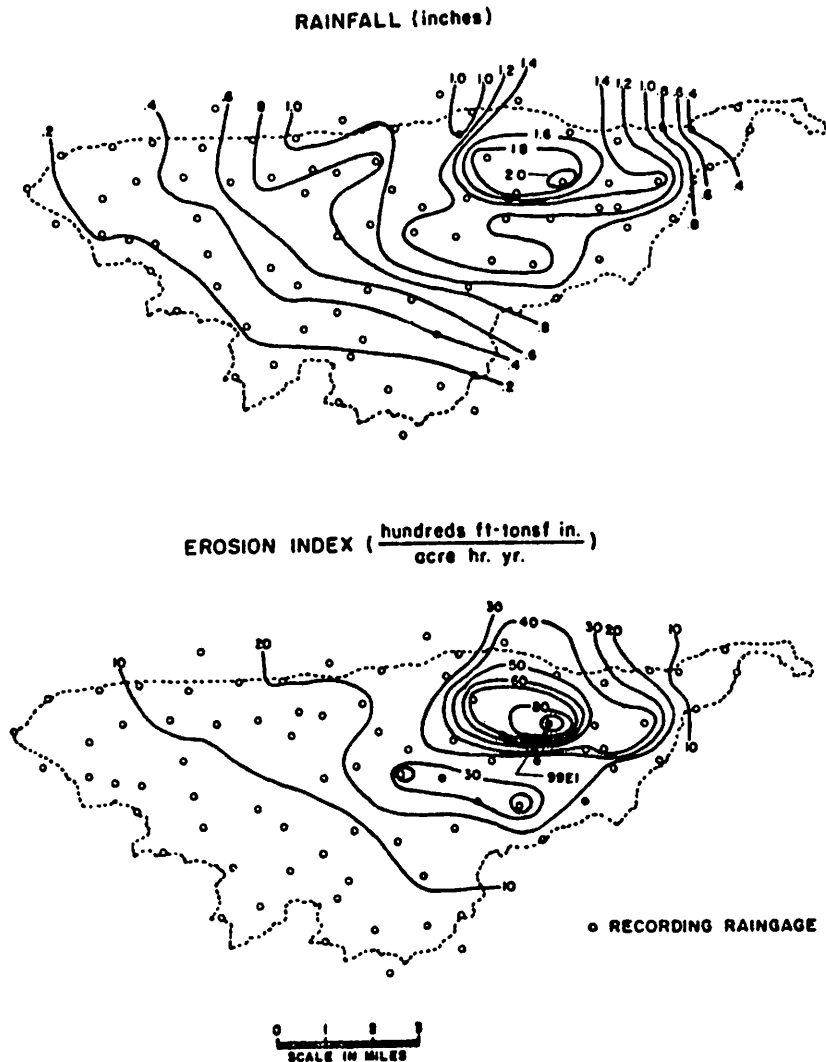 RAINFALL (inches)
1.0 1.0 1.2 1.4
1.4 1.2 1.0 .8 .6 .4
.2 .4 .6 .8 1.0
1.6
1.8
2.0
.4
.6
.8
.8
.6
.4
.2
EROSION INDEX ( hundreds ft-tonsf in. )
acre hr. yr.
30 40 30 20 10
10 20
50
60
80
10
30
99EI
10
o RECORDING RAINGAGE
0 1 2 3
SCALE IN MILES